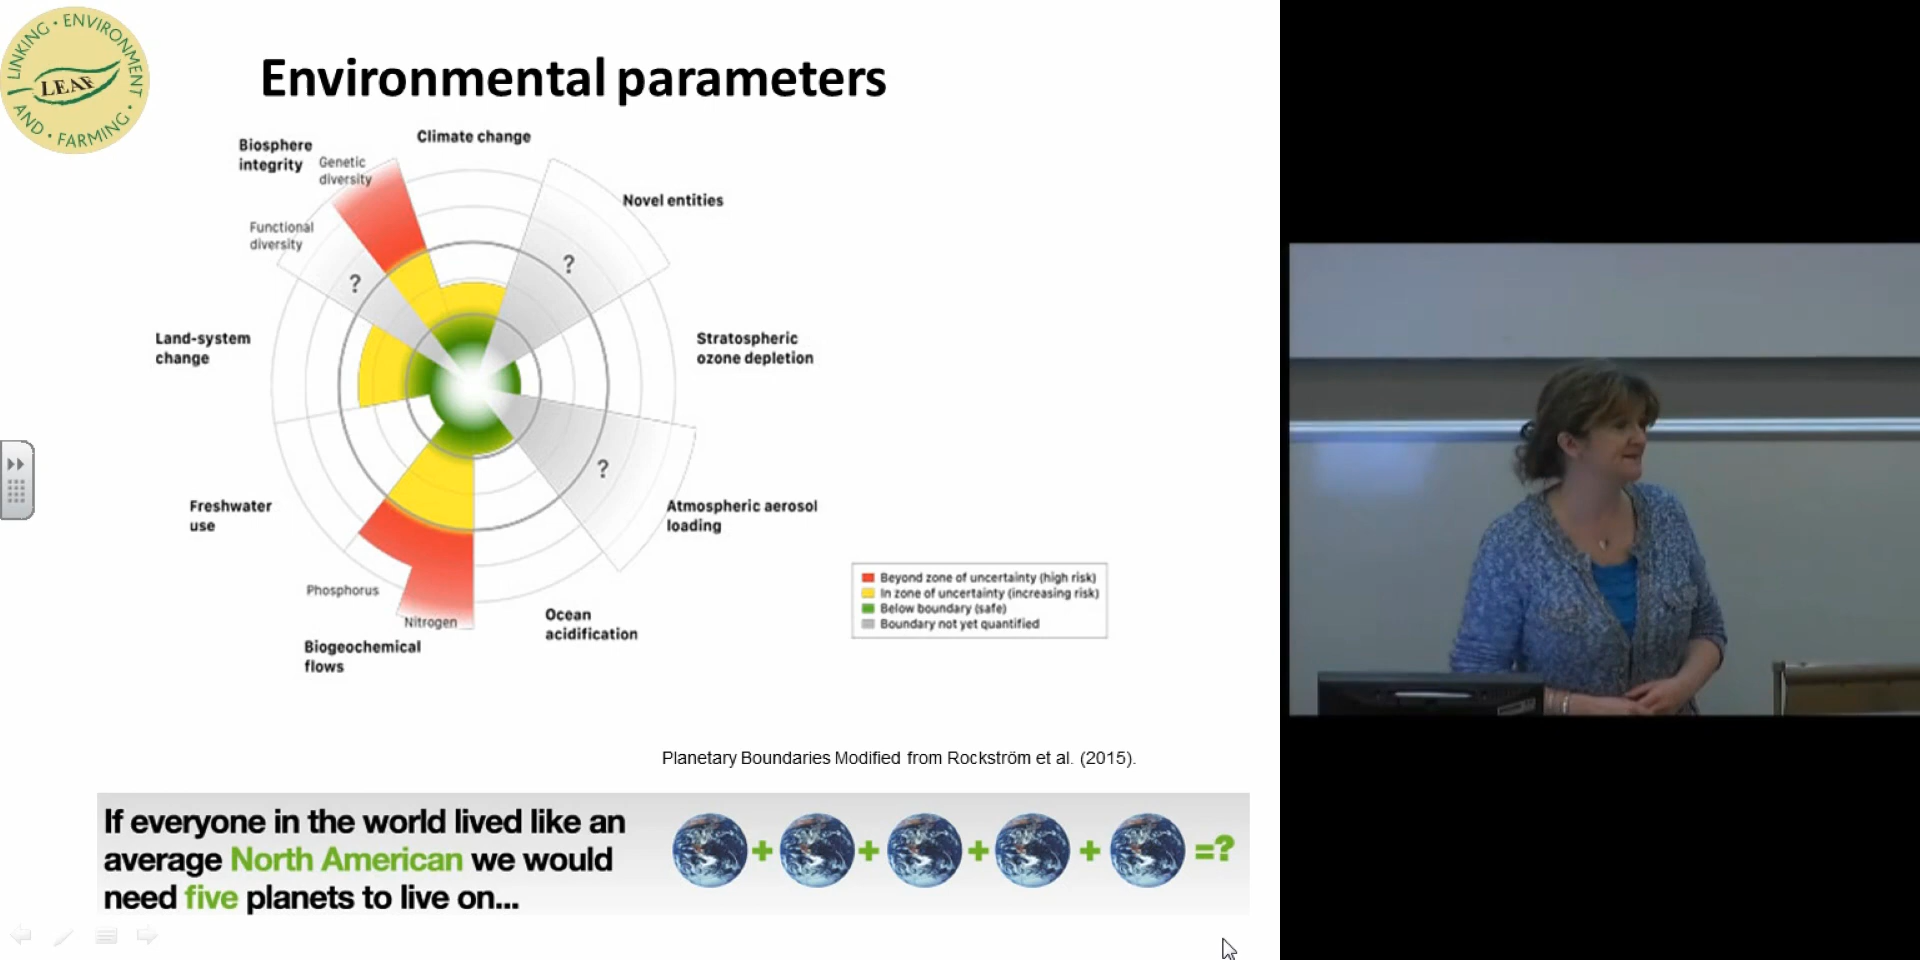 LINKING • ENVIRONMENT
LEAF
AND • FARMING •
Environmental parameters
Climate change
Biosphere
integrity
Genetic
diversity
Novel entities
Functional
diversity
?
?
Land-system
change
Stratospheric
ozone depletion
?
Freshwater
use
Atmospheric aerosol
loading
Phosphorus
Nitrogen
Biogeochemical
flows
Ocean
acidification
Beyond zone of uncertainty (high risk)
In zone of uncertainty (increasing risk)
Below boundary (safe)
Boundary not yet quantified
Planetary Boundaries Modified from Rockström et al. (2015).
If everyone in the world lived like an
average North American we would
need five planets to live on...
+ + + + =?